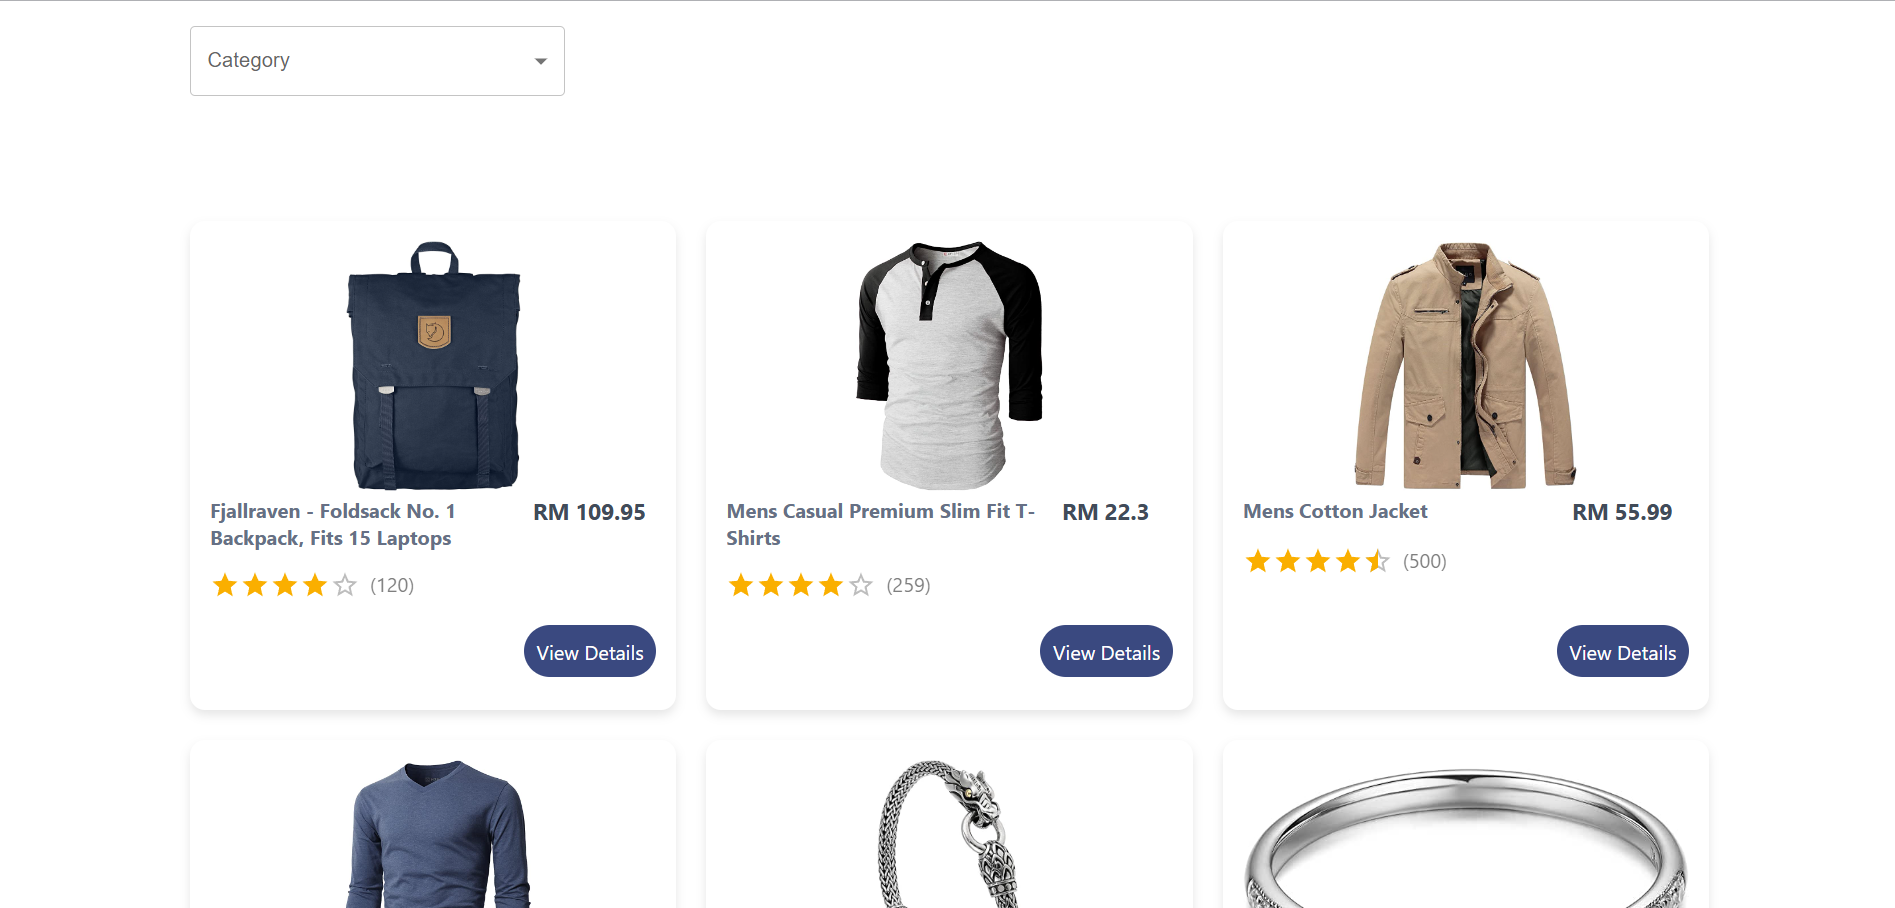 Category
Fjallraven - Foldsack No. 1
Backpack, Fits 15 Laptops
RM 109.95
(120)
View Details
Mens Casual Premium Slim Fit T-
Shirts
RM 22.3
(259)
View Details
Mens Cotton Jacket
RM 55.99
(500)
View Details